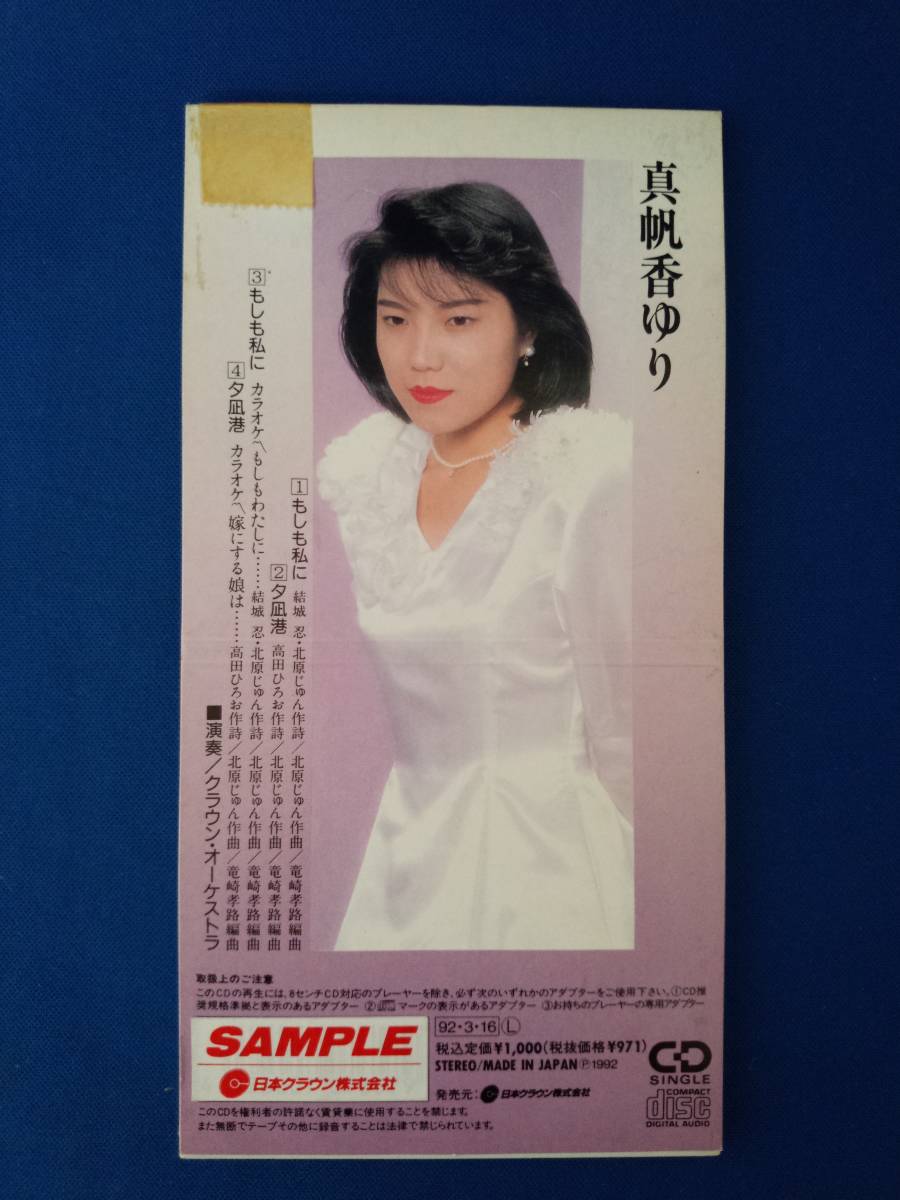 真帆香ゆり
1もしも私に 結城 忍・北原じゅん作詩/北原じゅん作曲/竜崎孝路編曲
2夕凪港 高田ひろお作詩/北原じゅん作曲/竜崎孝路編曲
3もしも私に カラオケ〽もしもわたしに……結城 忍・北原じゅん作詩/北原じゅん作曲/竜崎孝路編曲
4夕凪港 カラオケ〽嫁にする娘は……高田ひろお作詩/北原じゅん作曲/竜崎孝路編曲
■演奏/クラウン・オーケストラ
取扱上のご注意
このCDの再生には、8センチCD対応のプレーヤーを除き、必ず次のいずれかのアダプターをご使用下さい。①CD推
奨規格準拠と表示のあるアダプター ②マークの表示があるアダプター ③お持ちのプレーヤーの専用アダプター
SAMPLE
日本クラウン株式会社
92・3・16 Ⓛ
税込定価¥1,000(税抜価格¥971)
STEREO/MADE IN JAPAN Ⓟ1992
発売元: 日本クラウン株式会社
CD
SINGLE
COMPACT
disc
DIGITAL AUDIO
このCDを権利者の許諾なく賃貸業に使用することを禁じます。
また無断でテープその他に録音することは法律で禁じられています。